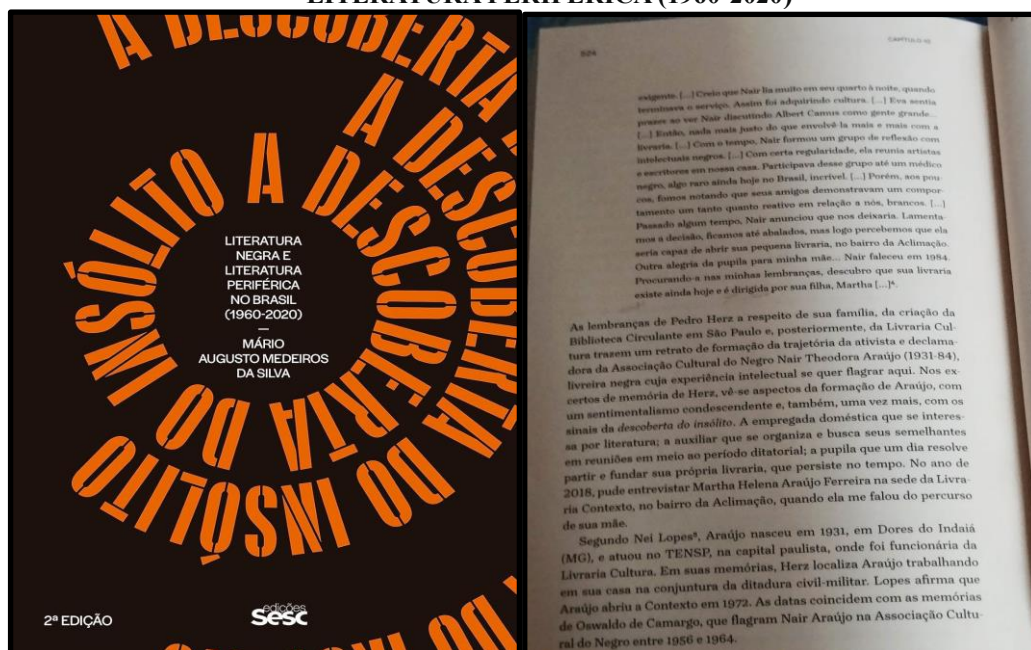 LITERATURA PERIFÉRICA (1960-2020)
A DESCOBERTA
A DESCOBERTA DO INSÓLITO
A DESCOBERTA DO INSÓLITO
LITERATURA
NEGRA E
LITERATURA
PERIFÉRICA
NO BRASIL
(1960-2020)
—
MÁRIO
AUGUSTO MEDEIROS
DA SILVA
2ª EDIÇÃO
edições
Sesc
524
CAPÍTULO 10
exigente. […] Creio que Nair lia muito em seu quarto à noite, quando
terminava o serviço. Assim foi adquirindo cultura. […] Eva sentia
prazer ao ver Nair discutindo Albert Camus como gente grande…
[…] Então, nada mais justo do que envolvê-la mais e mais com a
livraria. […] Com o tempo, Nair formou um grupo de reflexão com
intelectuais negros. […] Com certa regularidade, ela reunia artistas
e escritores em nossa casa. Participava desse grupo até um médico
negro, algo raro ainda hoje no Brasil, incrível. […] Porém, aos pou-
cos, fomos notando que seus amigos demonstravam um compor-
tamento um tanto quanto reativo em relação a nós, brancos. […]
Passado algum tempo, Nair anunciou que nos deixaria. Lamenta-
mos a decisão, ficamos até abalados, mas logo percebemos que ela
seria capaz de abrir sua pequena livraria, no bairro da Aclimação.
Outra alegria da pupila para minha mãe… Nair faleceu em 1984.
Procurando-a nas minhas lembranças, descubro que sua livraria
existe ainda hoje e é dirigida por sua filha, Martha […]⁴.
As lembranças de Pedro Herz a respeito de sua família, da criação da
Biblioteca Circulante em São Paulo e, posteriormente, da Livraria Cul-
tura trazem um retrato de formação da trajetória da ativista e declama-
dora da Associação Cultural do Negro Nair Theodora Araújo (1931-84),
livreira negra cuja experiência intelectual se quer flagrar aqui. Nos ex-
certos de memória de Herz, vê-se aspectos da formação de Araújo, com
um sentimentalismo condescendente e, também, uma vez mais, com os
sinais da descoberta do insólito. A empregada doméstica que se interes-
sa por literatura; a auxiliar que se organiza e busca seus semelhantes
em reuniões em meio ao período ditatorial; a pupila que um dia resolve
partir e fundar sua própria livraria, que persiste no tempo. No ano de
2018, pude entrevistar Martha Helena Araújo Ferreira na sede da Livra-
ria Contexto, no bairro da Aclimação, quando ela me falou do percurso
de sua mãe.
Segundo Nei Lopes⁵, Araújo nasceu em 1931, em Dores do Indaiá
(MG), e atuou no TENSP, na capital paulista, onde foi funcionária da
Livraria Cultura. Em suas memórias, Herz localiza Araújo trabalhando
em sua casa na conjuntura da ditadura civil-militar. Lopes afirma que
Araújo abriu a Contexto em 1972. As datas coincidem com as memórias
de Oswaldo de Camargo, que flagram Nair Araújo na Associação Cultu-
ral do Negro entre 1956 e 1964.